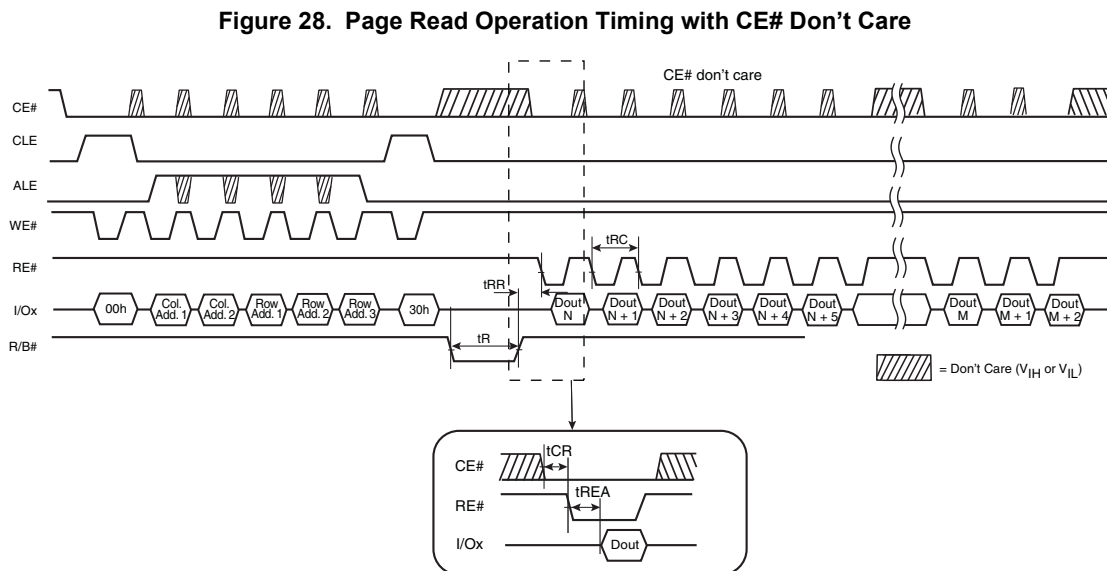 Figure 28. Page Read Operation Timing with CE# Don't Care
CE# don't care
CE#
CLE
ALE
WE#
tRC
RE#
tRR
I/Ox
00h
Col. Add. 1
Col. Add. 2
Row Add. 1
Row Add. 2
Row Add. 3
30h
Dout N
Dout N + 1
Dout N + 2
Dout N + 3
Dout N + 4
Dout N + 5
Dout M
Dout M + 1
Dout M + 2
R/B#
tR
= Don't Care (VIH or VIL)
CE#
tCR
RE#
tREA
I/Ox
Dout